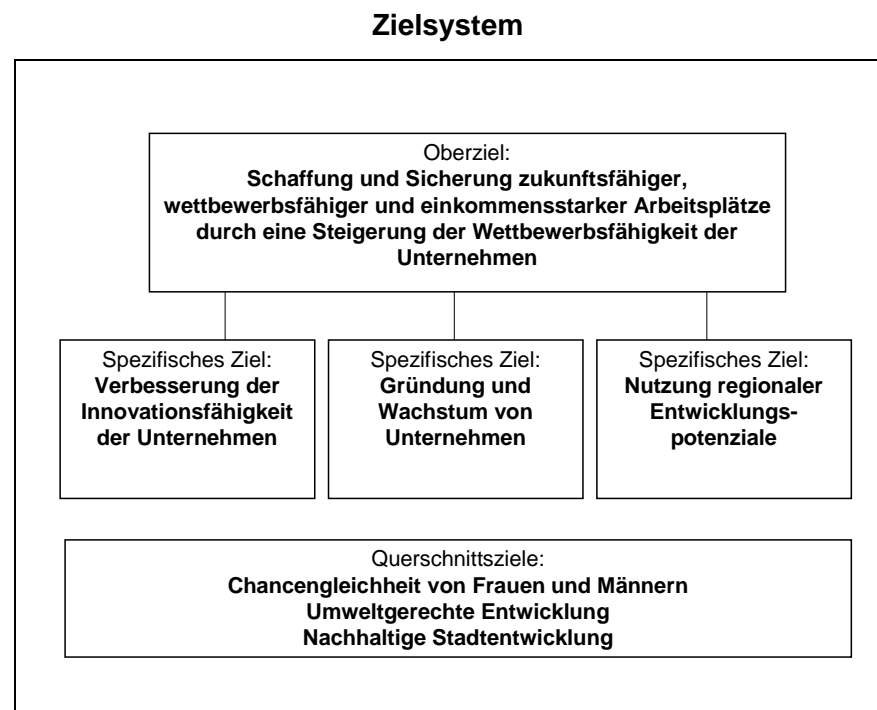 Zielsystem
Oberziel:
Schaffung und Sicherung zukunftsfähiger,
wettbewerbsfähiger und einkommensstarker Arbeitsplätze
durch eine Steigerung der Wettbewerbsfähigkeit der
Unternehmen
Spezifisches Ziel:
Verbesserung der
Innovationsfähigkeit
der Unternehmen
Spezifisches Ziel:
Gründung und
Wachstum von
Unternehmen
Spezifisches Ziel:
Nutzung regionaler
Entwicklungs-
potenziale
Querschnittsziele:
Chancengleichheit von Frauen und Männern
Umweltgerechte Entwicklung
Nachhaltige Stadtentwicklung